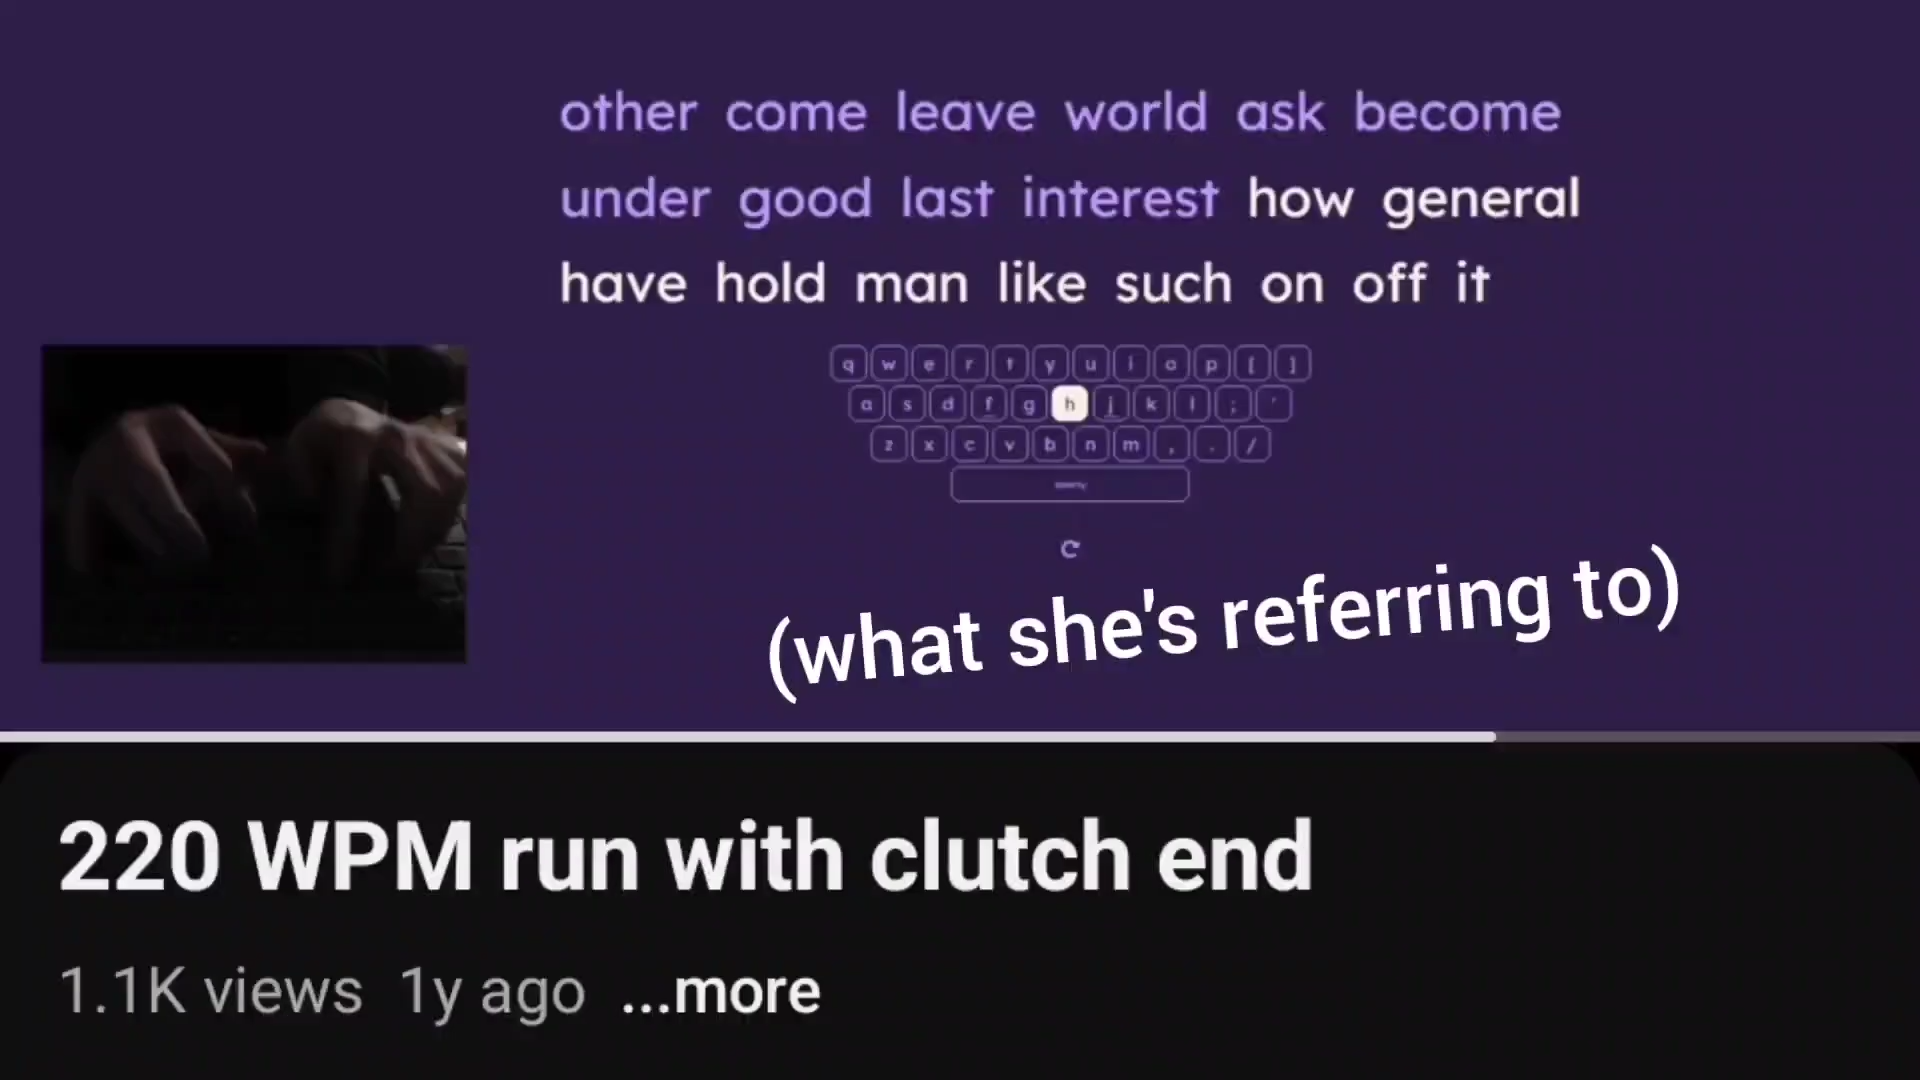 other come leave world ask become
under good last interest how general
have hold man like such on off it
q w e r t y u i o p [ ]
a s d f g h j k l ; '
z x c v b n m , . /
(what she's referring to)
220 WPM run with clutch end
1.1K views 1y ago ...more